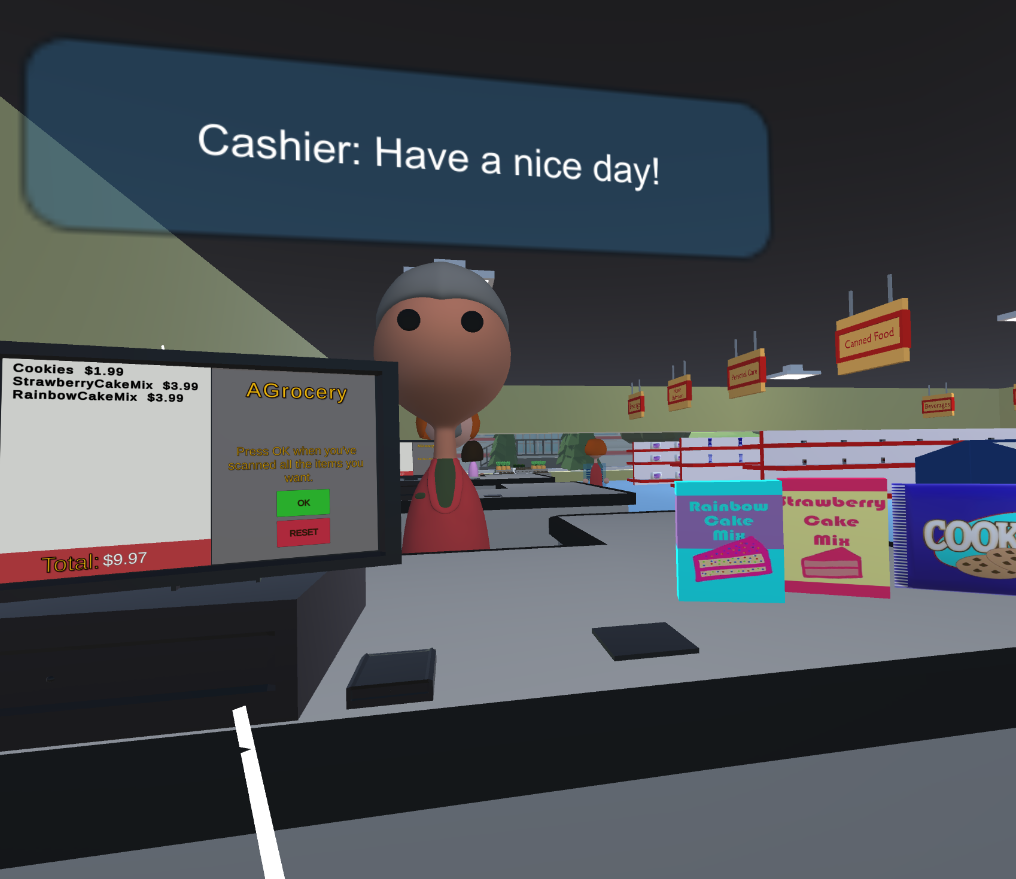 Cashier: Have a nice day!
Cookies $1.99
StrawberryCakeMix $3.99
RainbowCakeMix $3.99
Total: $9.97
AGrocery
Press OK when you've
scanned all the items you
want.
OK
RESET
Canned Food
Beverages
Rainbow
Cake
Mix
Strawberry
Cake
Mix